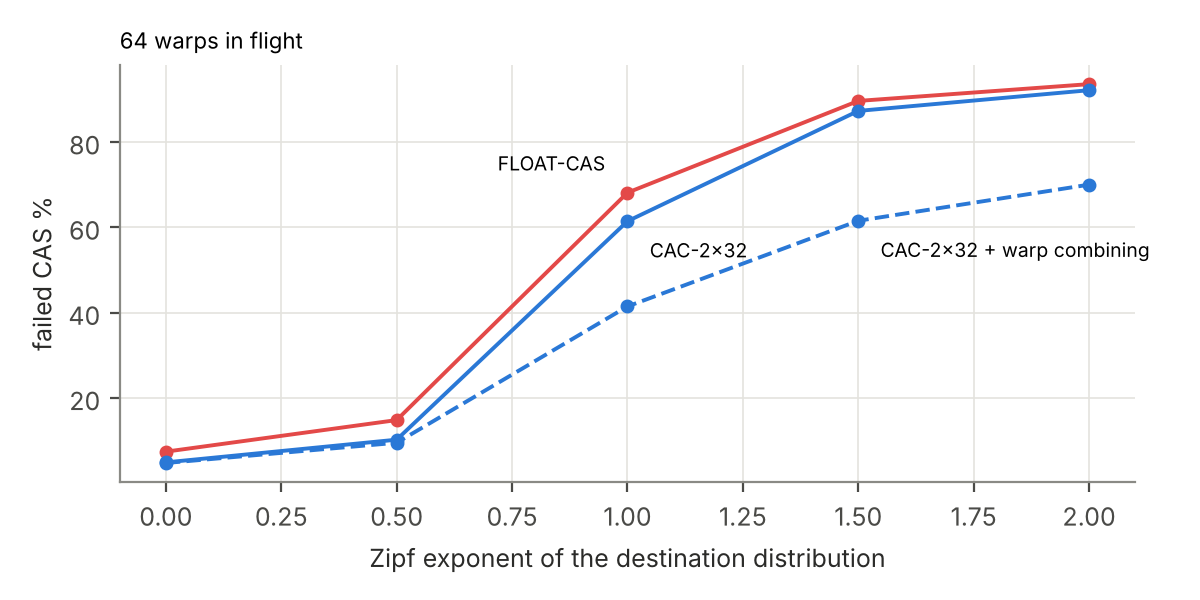 64 warps in flight
80
60
40
20
failed CAS %
FLOAT-CAS
CAC-2×32
CAC-2×32 + warp combining
0.00 0.25 0.50 0.75 1.00 1.25 1.50 1.75 2.00
Zipf exponent of the destination distribution